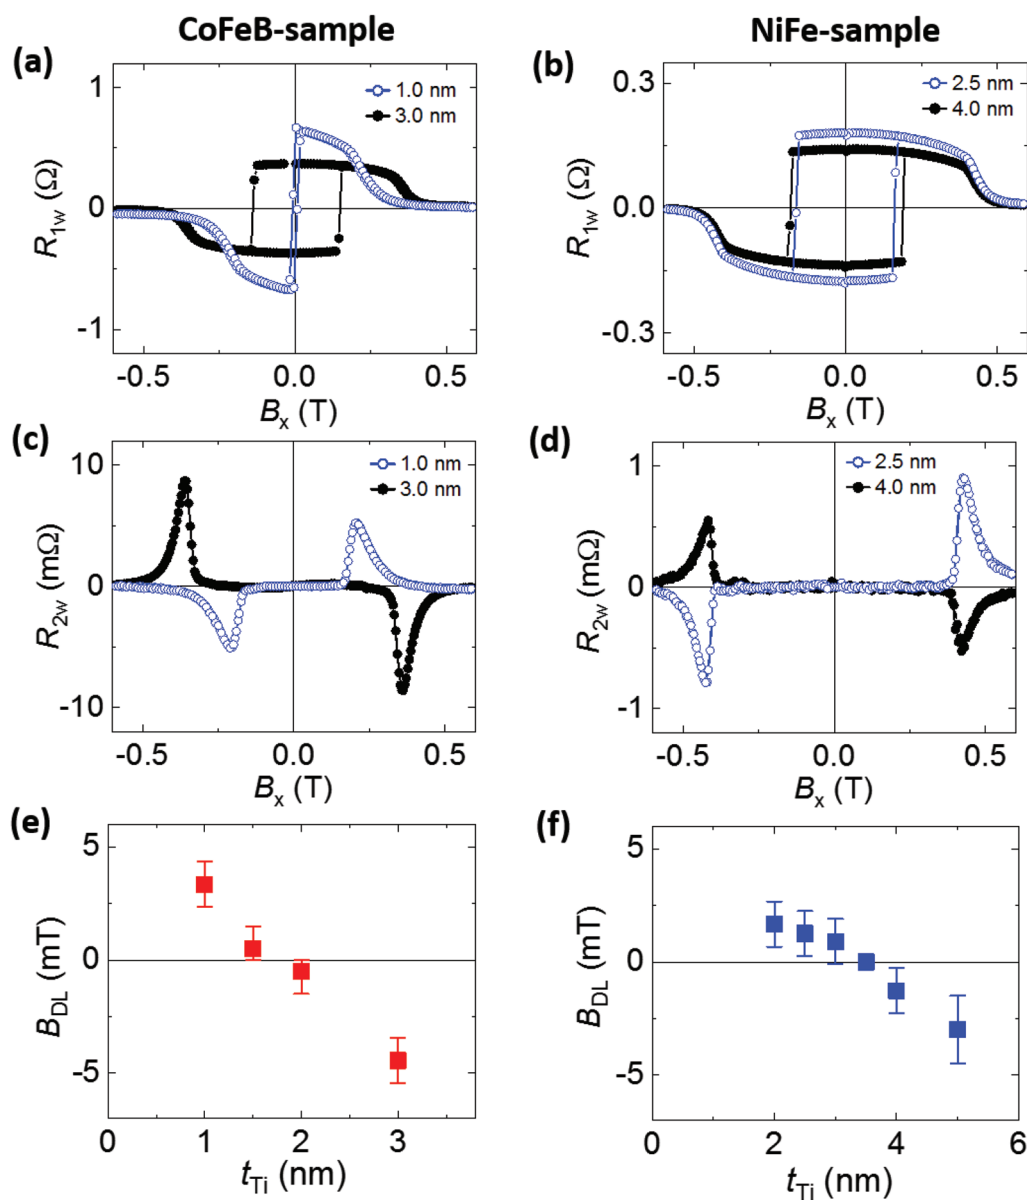 CoFeB-sample
NiFe-sample
(a)
1.0 nm
3.0 nm
1
0
-1
R1w (Ω)
-0.5
0.0
0.5
Bx (T)
(b)
2.5 nm
4.0 nm
0.3
0.0
-0.3
R1w (Ω)
-0.5
0.0
0.5
Bx (T)
(c)
1.0 nm
3.0 nm
10
0
-10
R2w (mΩ)
-0.5
0.0
0.5
Bx (T)
(d)
2.5 nm
4.0 nm
1
0
-1
R2w (mΩ)
-0.5
0.0
0.5
Bx (T)
(e)
5
0
-5
BDL (mT)
0
1
2
3
tTi (nm)
(f)
5
0
-5
BDL (mT)
0
2
4
6
tTi (nm)